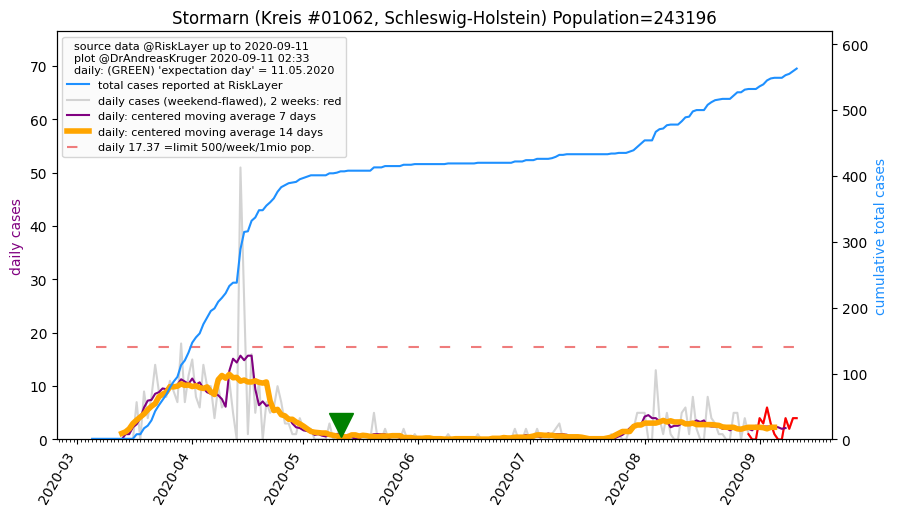 Stormarn (Kreis #01062, Schleswig-Holstein) Population=243196
source data @RiskLayer up to 2020-09-11
plot @DrAndreasKruger 2020-09-11 02:33
daily: (GREEN) 'expectation day' = 11.05.2020
total cases reported at RiskLayer
daily cases (weekend-flawed), 2 weeks: red
daily: centered moving average 7 days
daily: centered moving average 14 days
daily 17.37 =limit 500/week/1mio pop.
daily cases
70
60
50
40
30
20
10
0
cumulative total cases
600
500
400
300
200
100
0
2020-03
2020-04
2020-05
2020-06
2020-07
2020-08
2020-09